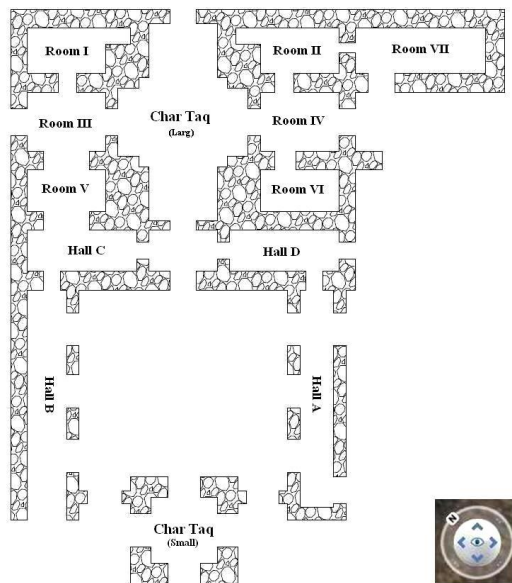 Room I
Room II
Room VII
Char Taq
(Larg)
Room III
Room IV
Room V
Room VI
Hall C
Hall D
Hall B
Hall A
Char Taq
(Small)
N